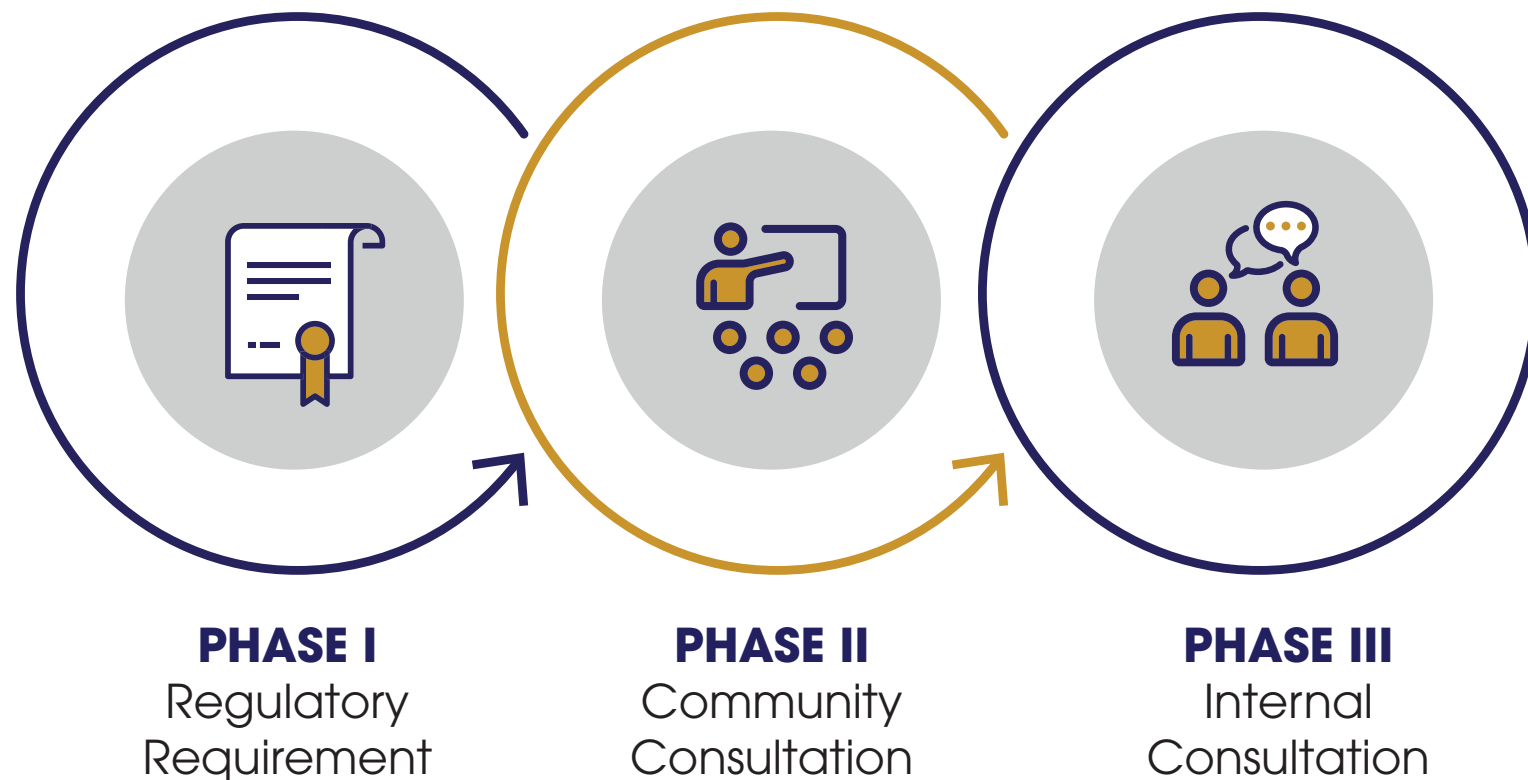 PHASE I
Regulatory
Requirement
PHASE II
Community
Consultation
PHASE III
Internal
Consultation